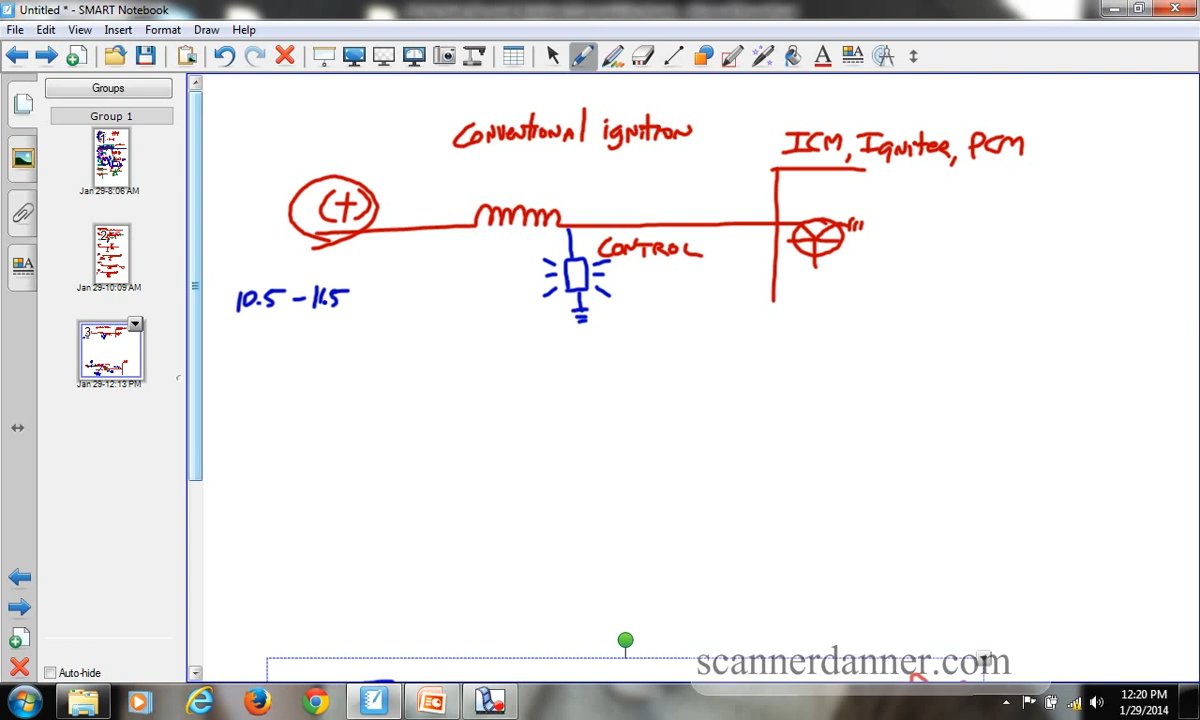 Untitled * - SMART Notebook
File Edit View Insert Format Draw Help
Groups
Group 1
Jan 29-8:06 AM
Jan 29-10:09 AM
Jan 29-12:13 PM
Auto-hide
Conventional ignition
ICM, Igniter, PCM
(+)
CONTROL
10.5 - 11.5
scannerdanner.com
12:20 PM
1/29/2014